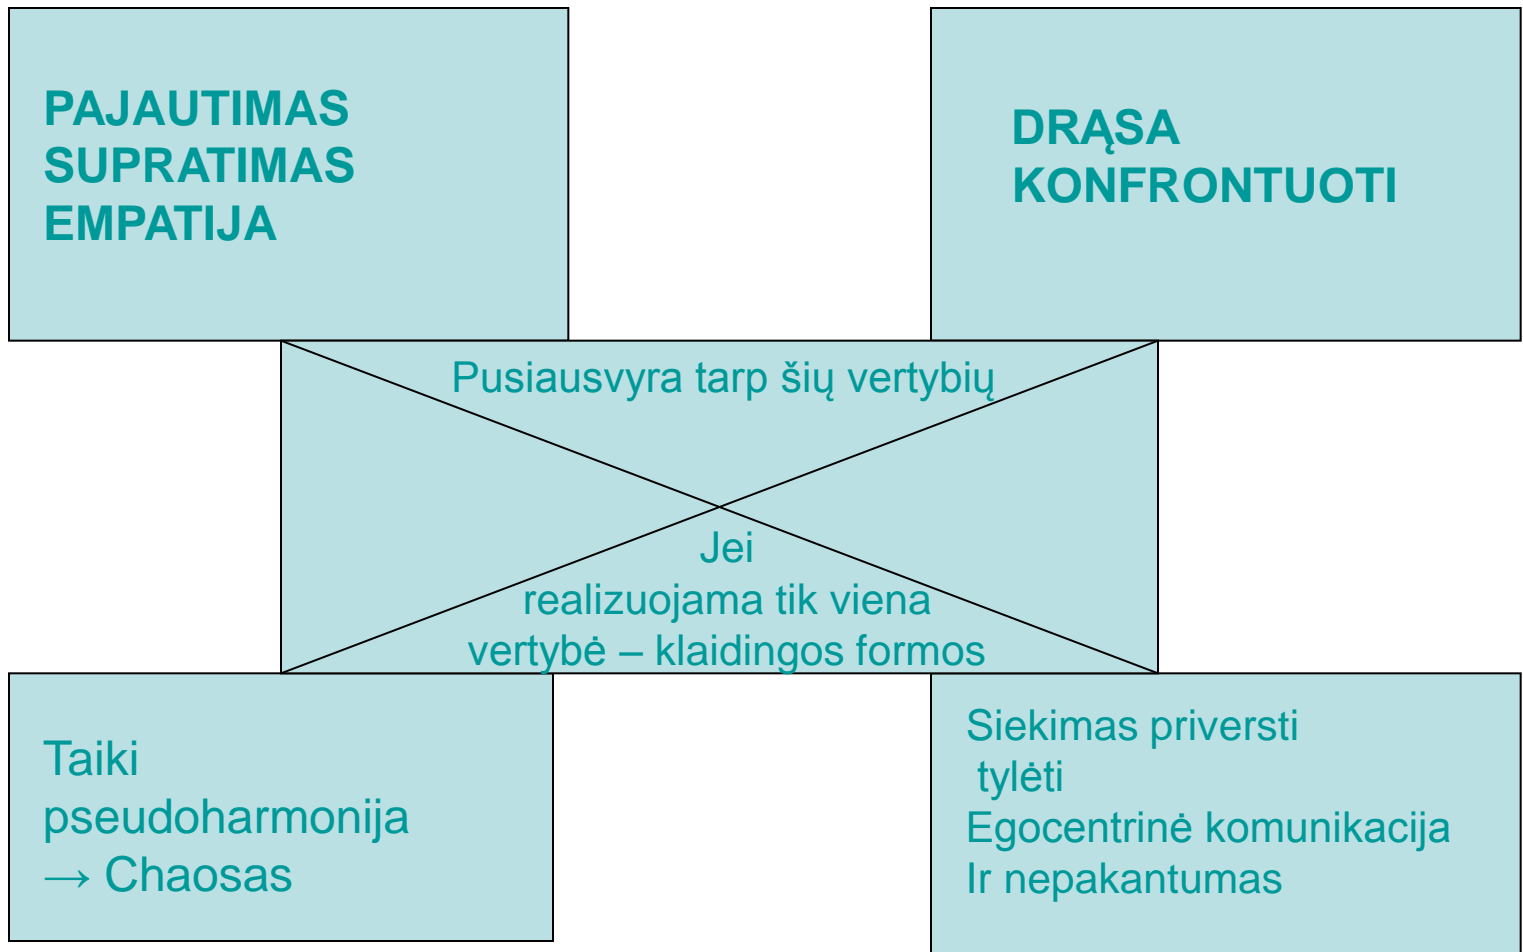 PAJAUTIMAS
SUPRATIMAS
EMPATIJA
DRĄSA
KONFRONTUOTI
Pusiausvyra tarp šių vertybių
Jei
realizuojama tik viena
vertybė – klaidingos formos
Taiki
pseudoharmonija
→ Chaosas
Siekimas priversti
tylėti
Egocentrinė komunikacija
Ir nepakantumas